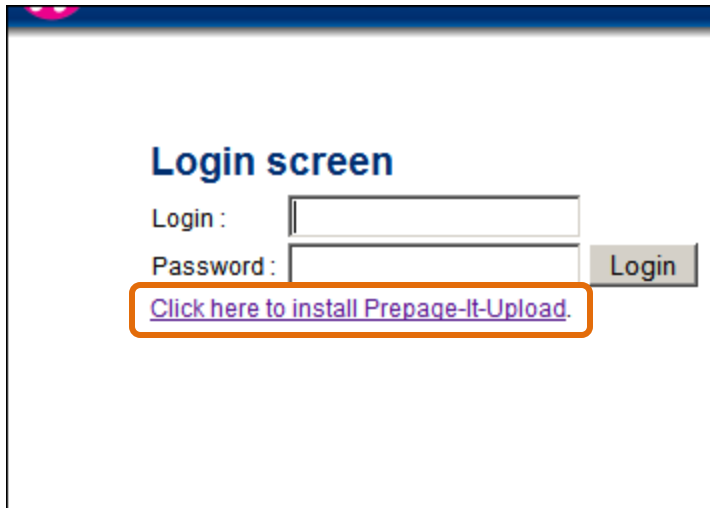 Login screen
Login :
Password : Login
Click here to install Prepage-It-Upload.